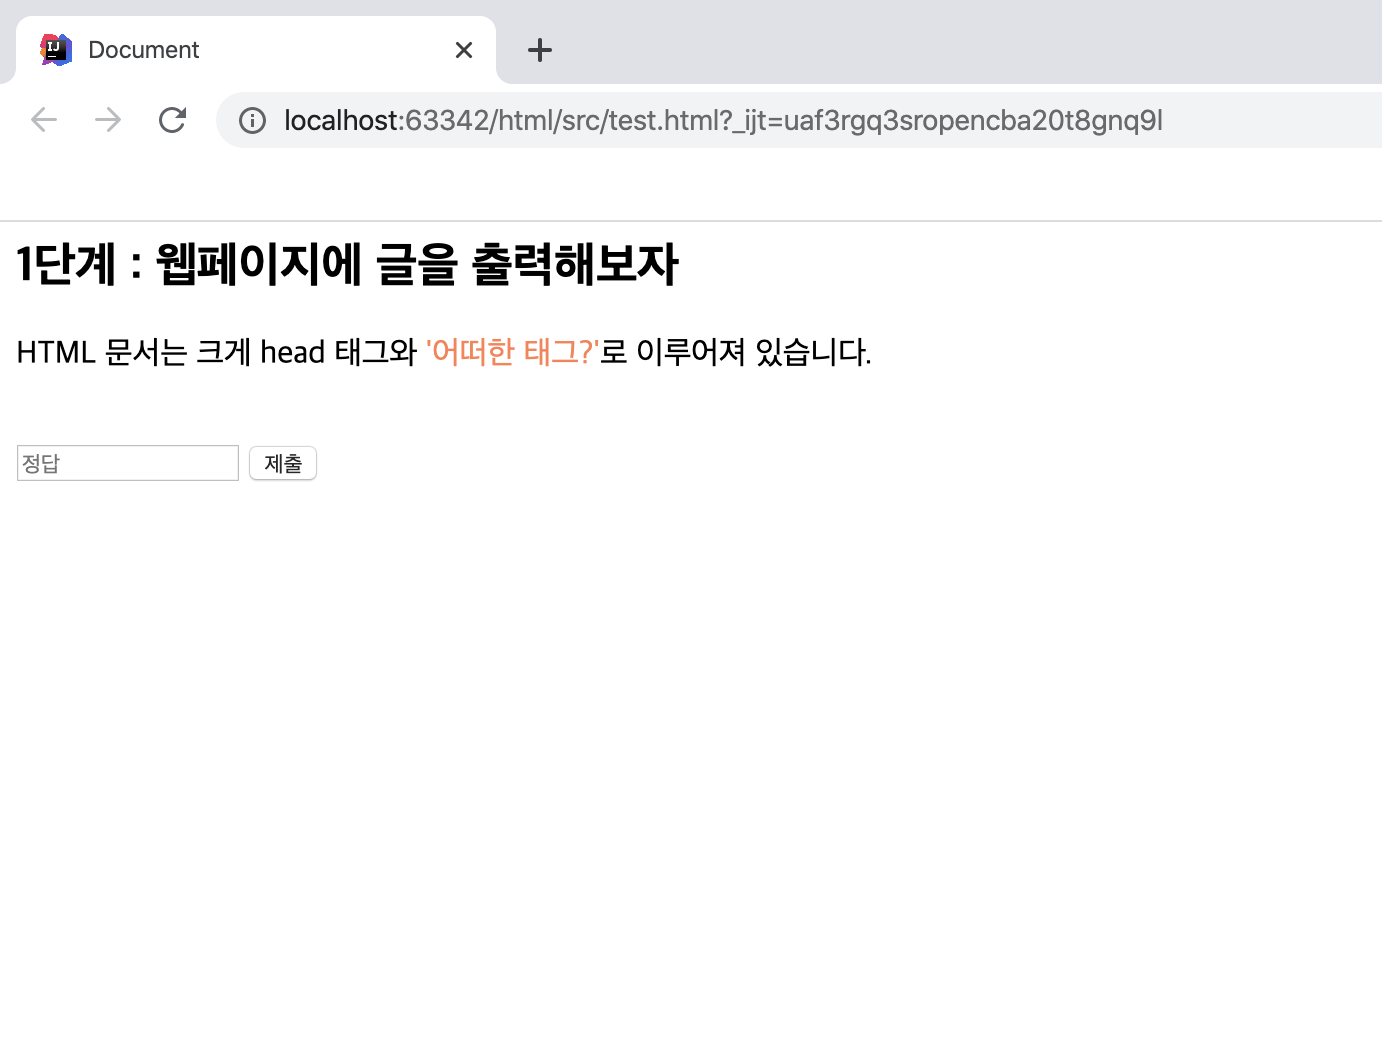 Document
localhost:63342/html/src/test.html?_ijt=uaf3rgq3sropencba20t8gnq9l
1단계 : 웹페이지에 글을 출력해보자
HTML 문서는 크게 head 태그와 '어떠한 태그?'로 이루어져 있습니다.
정답 제출